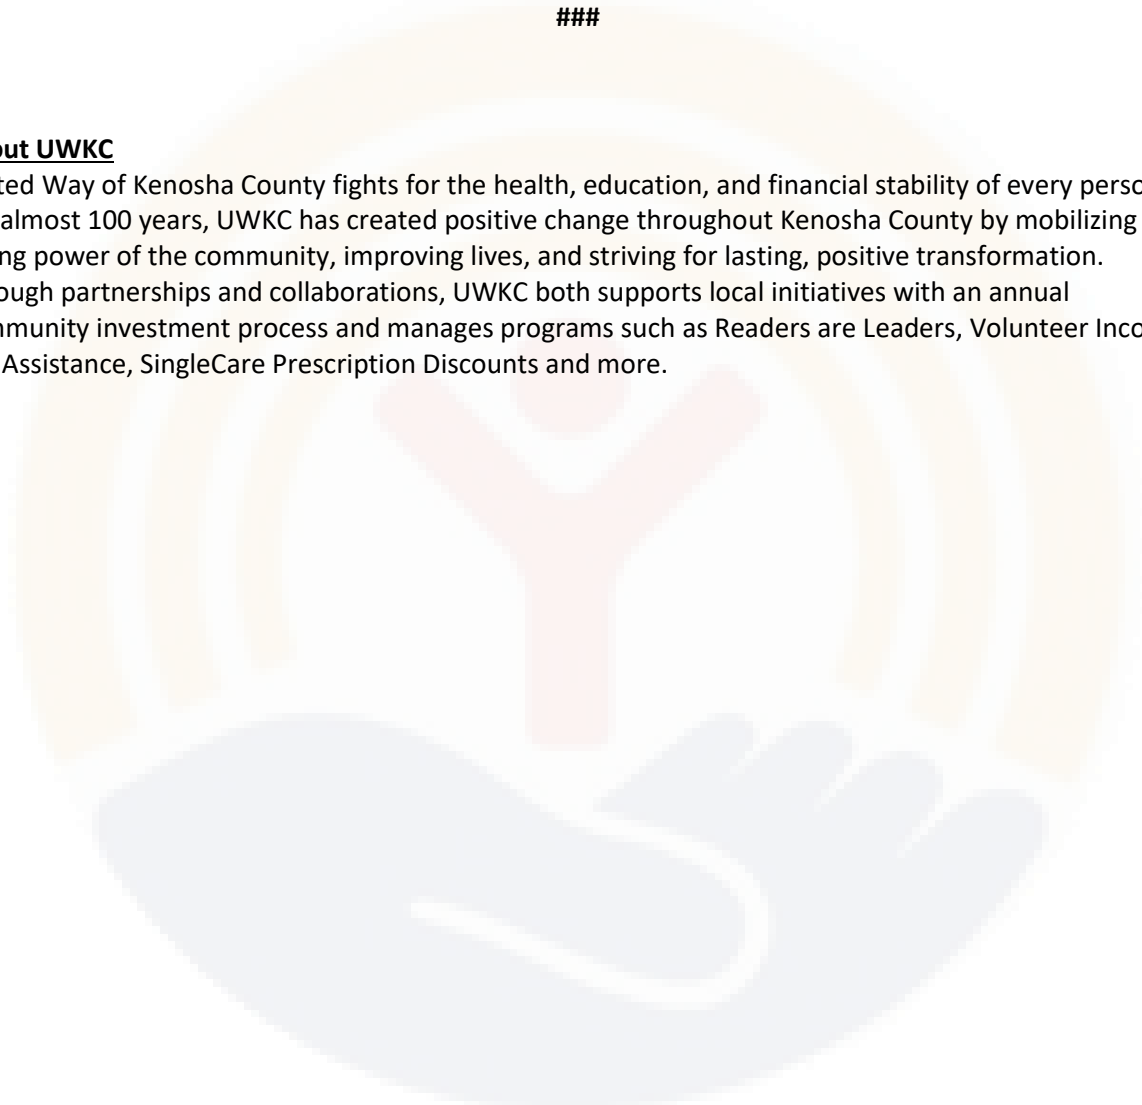 ###
out UWKC
ted Way of Kenosha County fights for the health, education, and financial stability of every perso
almost 100 years, UWKC has created positive change throughout Kenosha County by mobilizing
ng power of the community, improving lives, and striving for lasting, positive transformation.
ough partnerships and collaborations, UWKC both supports local initiatives with an annual
mmunity investment process and manages programs such as Readers are Leaders, Volunteer Inco
Assistance, SingleCare Prescription Discounts and more.